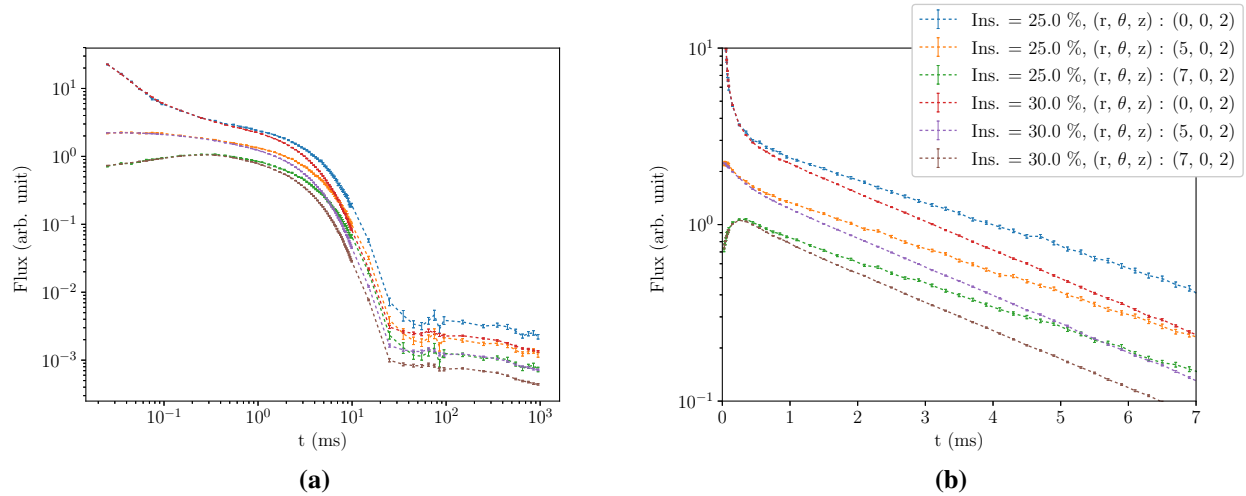 Ins. = 25.0 %, (r, θ, z) : (0, 0, 2)
Ins. = 25.0 %, (r, θ, z) : (5, 0, 2)
Ins. = 25.0 %, (r, θ, z) : (7, 0, 2)
Ins. = 30.0 %, (r, θ, z) : (0, 0, 2)
Ins. = 30.0 %, (r, θ, z) : (5, 0, 2)
Ins. = 30.0 %, (r, θ, z) : (7, 0, 2)
Flux (arb. unit)
10¹
10⁰
10⁻¹
10⁻²
10⁻³
10⁻¹ 10⁰ 10¹ 10² 10³
t (ms)
(a)
Flux (arb. unit)
10¹
10⁰
10⁻¹
0 1 2 3 4 5 6 7
t (ms)
(b)